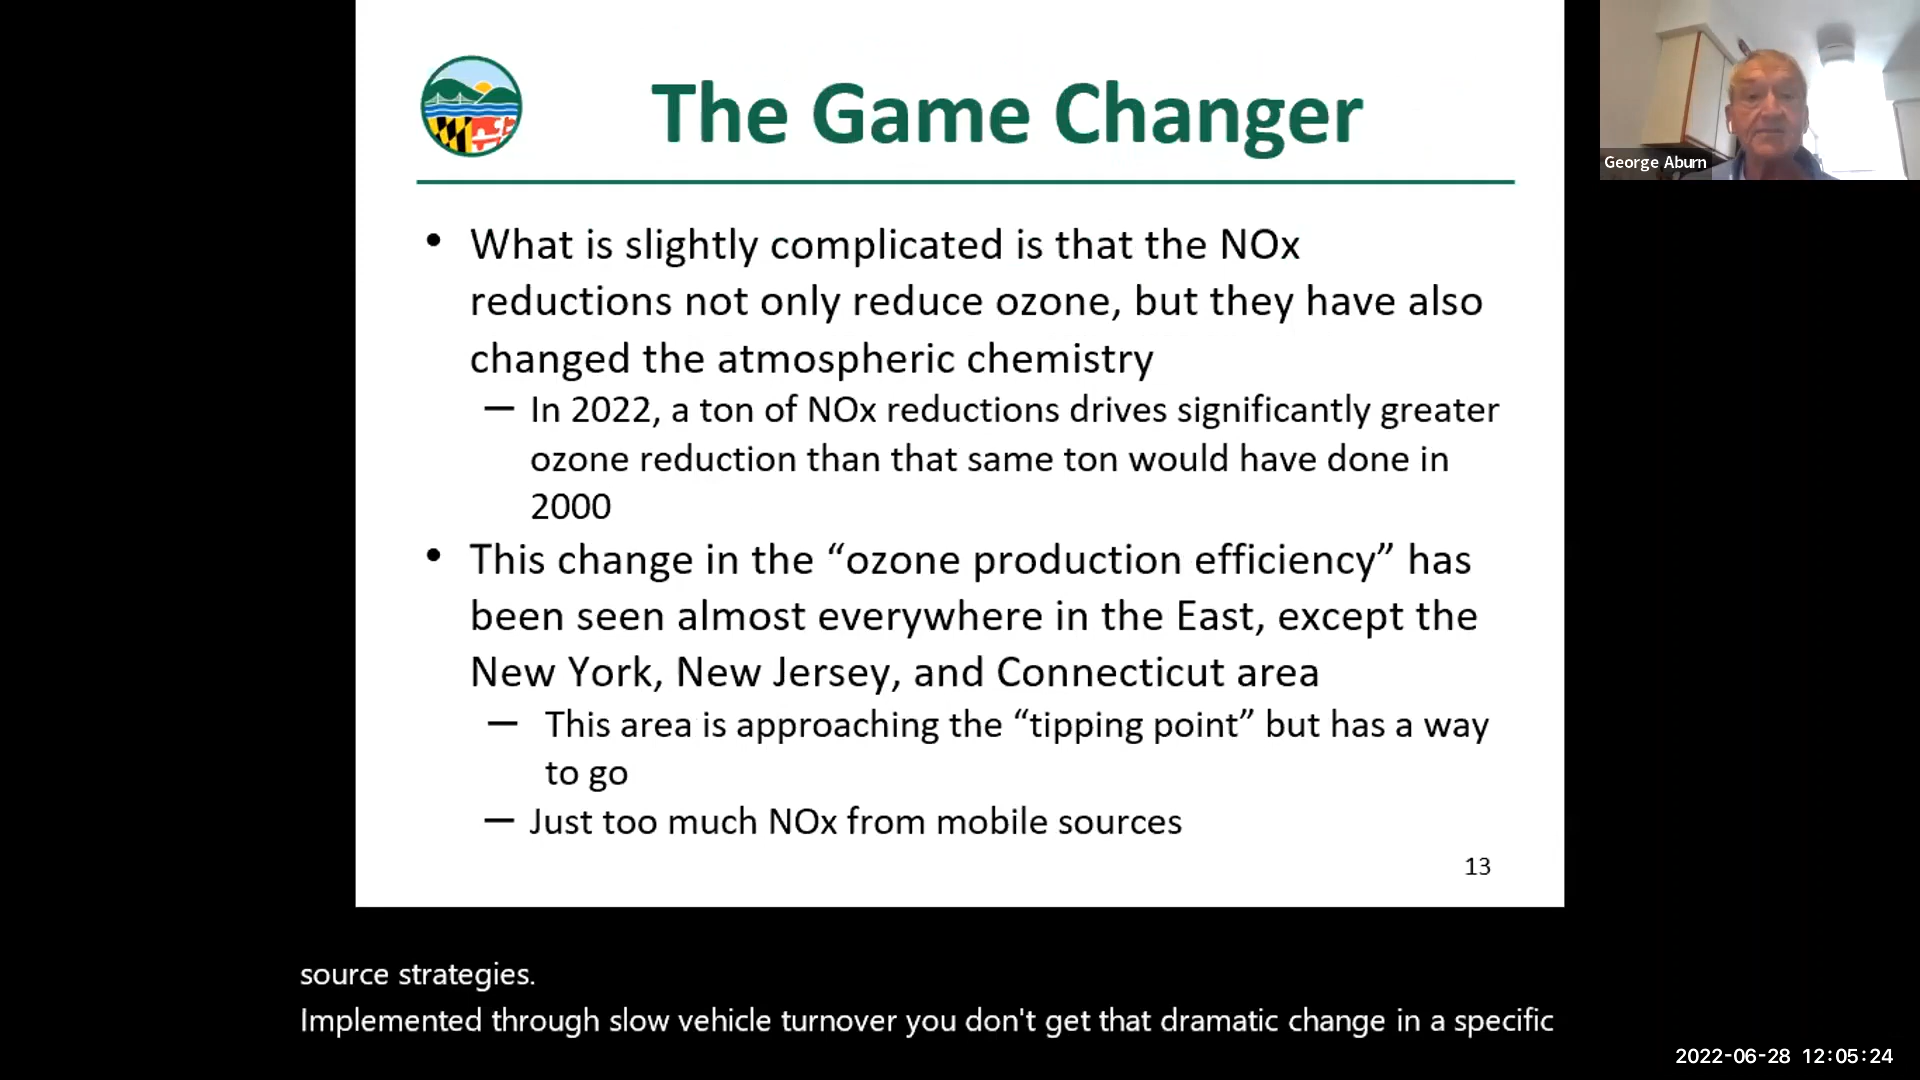 The Game Changer
George Aburn
• What is slightly complicated is that the NOx
reductions not only reduce ozone, but they have also
changed the atmospheric chemistry
— In 2022, a ton of NOx reductions drives significantly greater
ozone reduction than that same ton would have done in
2000
• This change in the “ozone production efficiency” has
been seen almost everywhere in the East, except the
New York, New Jersey, and Connecticut area
— This area is approaching the “tipping point” but has a way
to go
— Just too much NOx from mobile sources
13
source strategies.
Implemented through slow vehicle turnover you don't get that dramatic change in a specific
2022-06-28 12:05:24